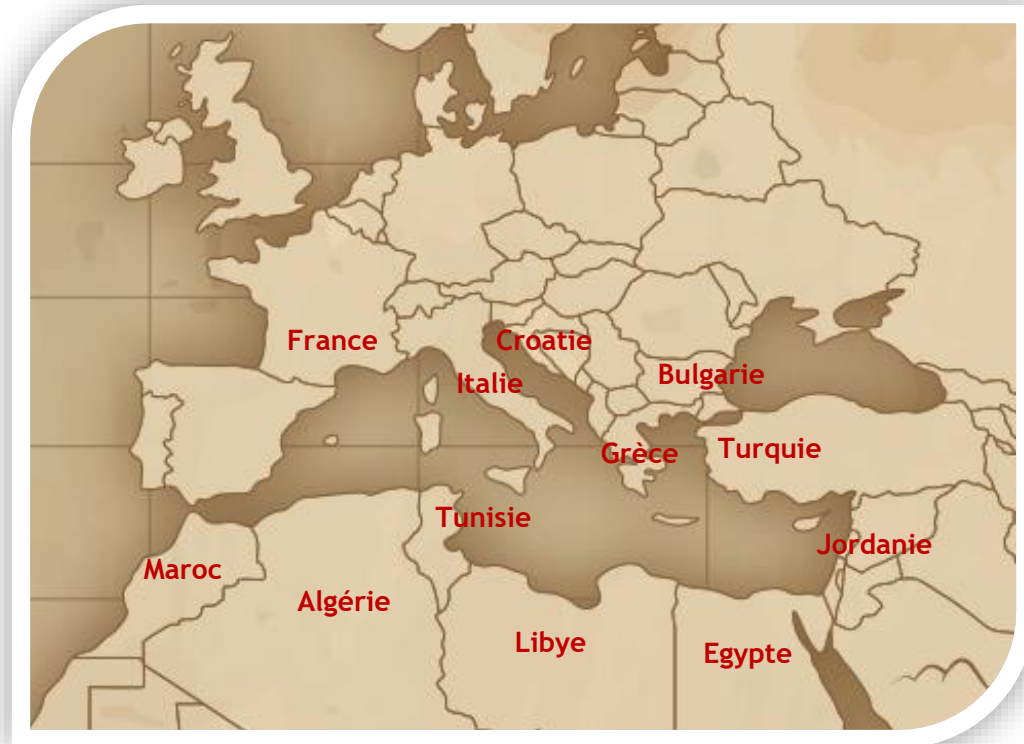 France
Croatie
Italie
Bulgarie
Grèce
Turquie
Tunisie
Jordanie
Maroc
Algérie
Libye
Egypte